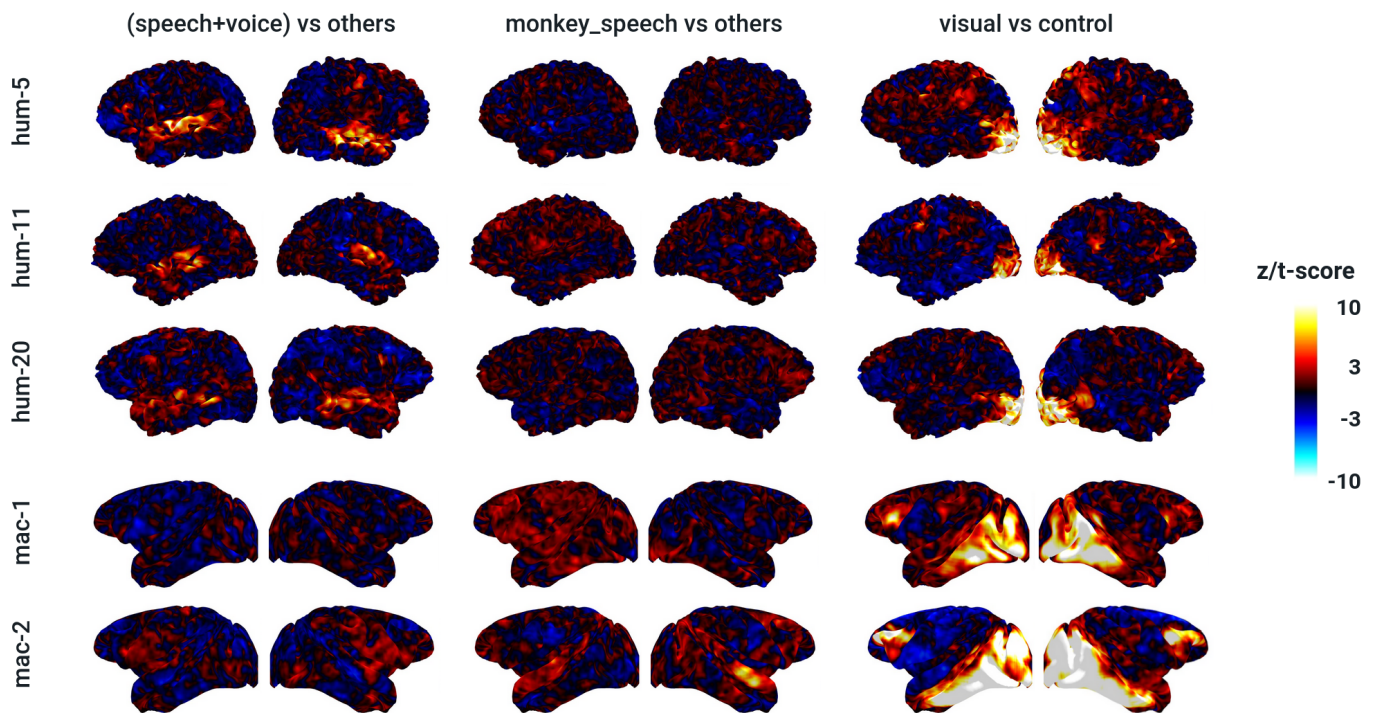 (speech+voice) vs others
monkey_speech vs others
visual vs control
hum-5
hum-11
hum-20
mac-1
mac-2
z/t-score
10
3
-3
-10